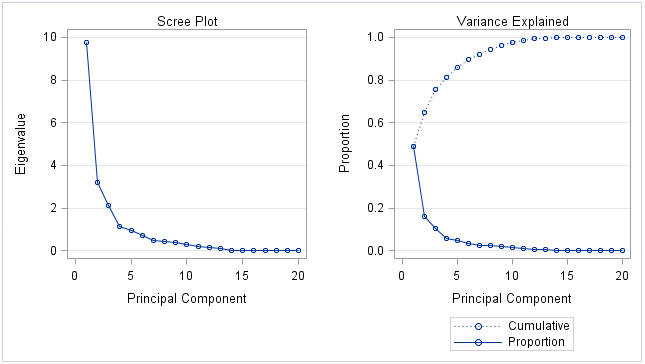 Scree Plot
Eigenvalue
10
8
6
4
2
0
0 5 10 15 20
Principal Component
Variance Explained
Proportion
1.0
0.8
0.6
0.4
0.2
0.0
0 5 10 15 20
Principal Component
Cumulative
Proportion